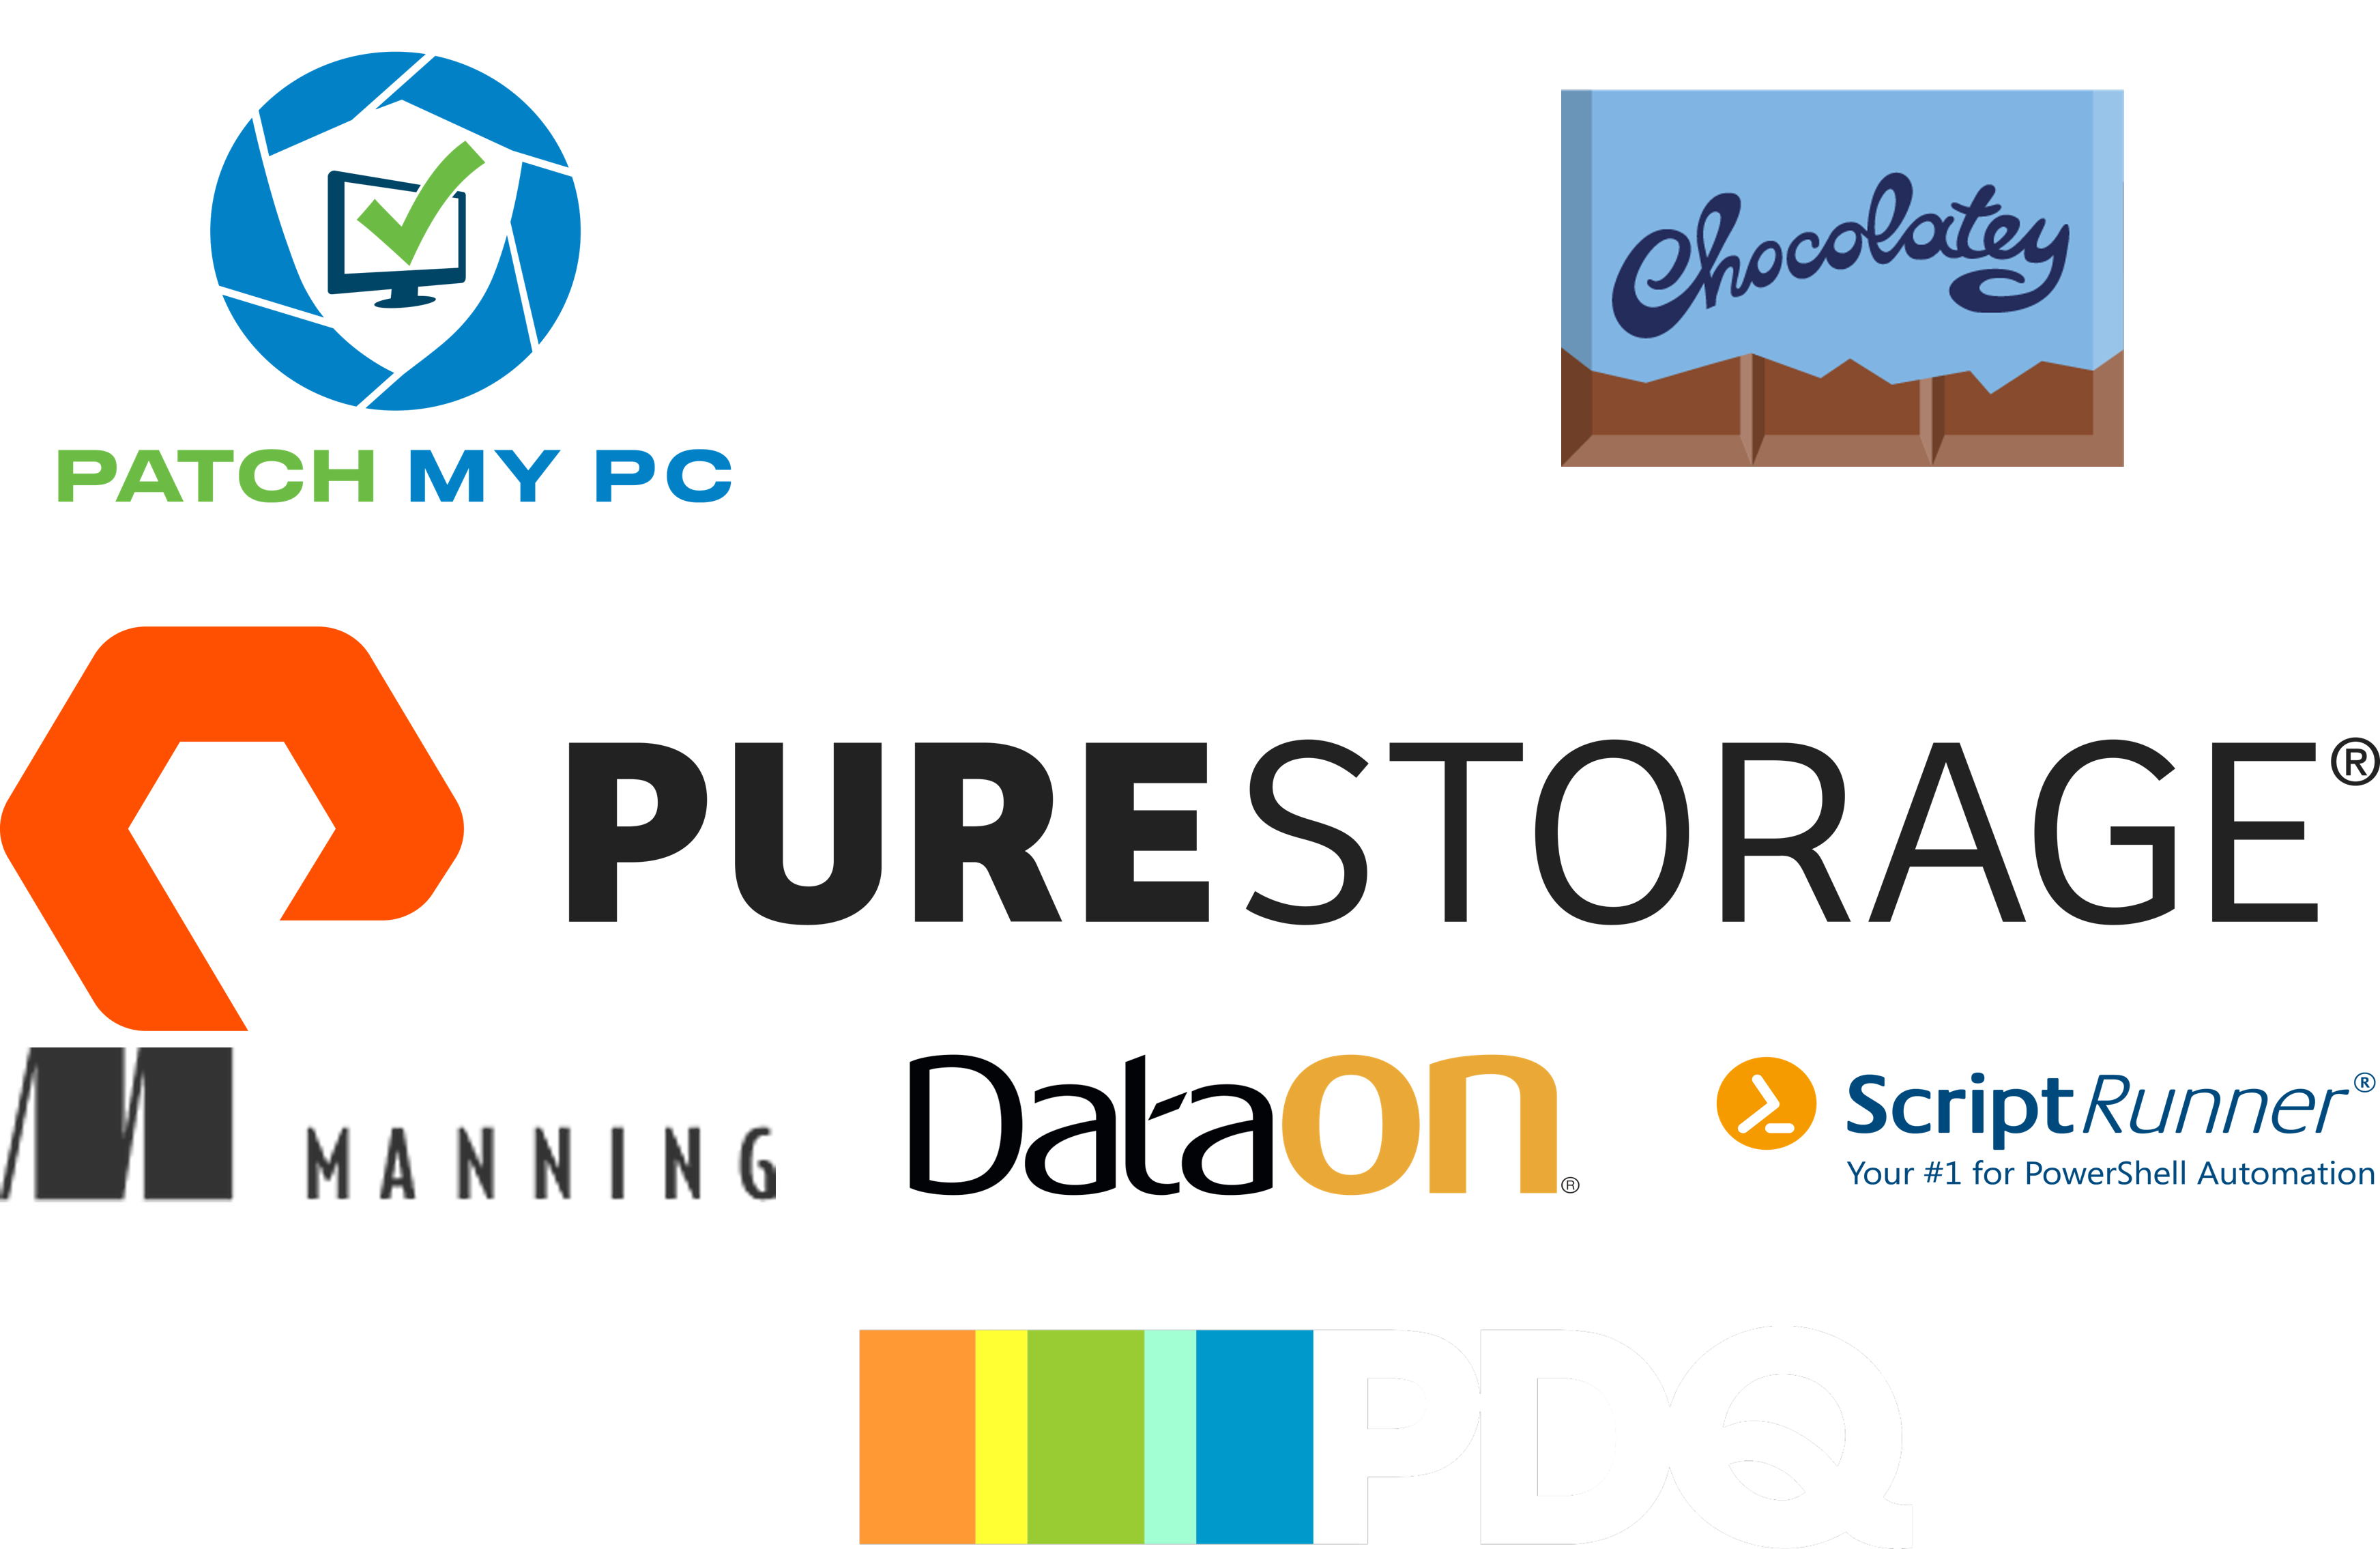 Chocolatey
PATCH MY PC
PURESTORAGE®
MANNING
Dataon®
ScriptRunner®
Your #1 for PowerShell Automation
PDQ